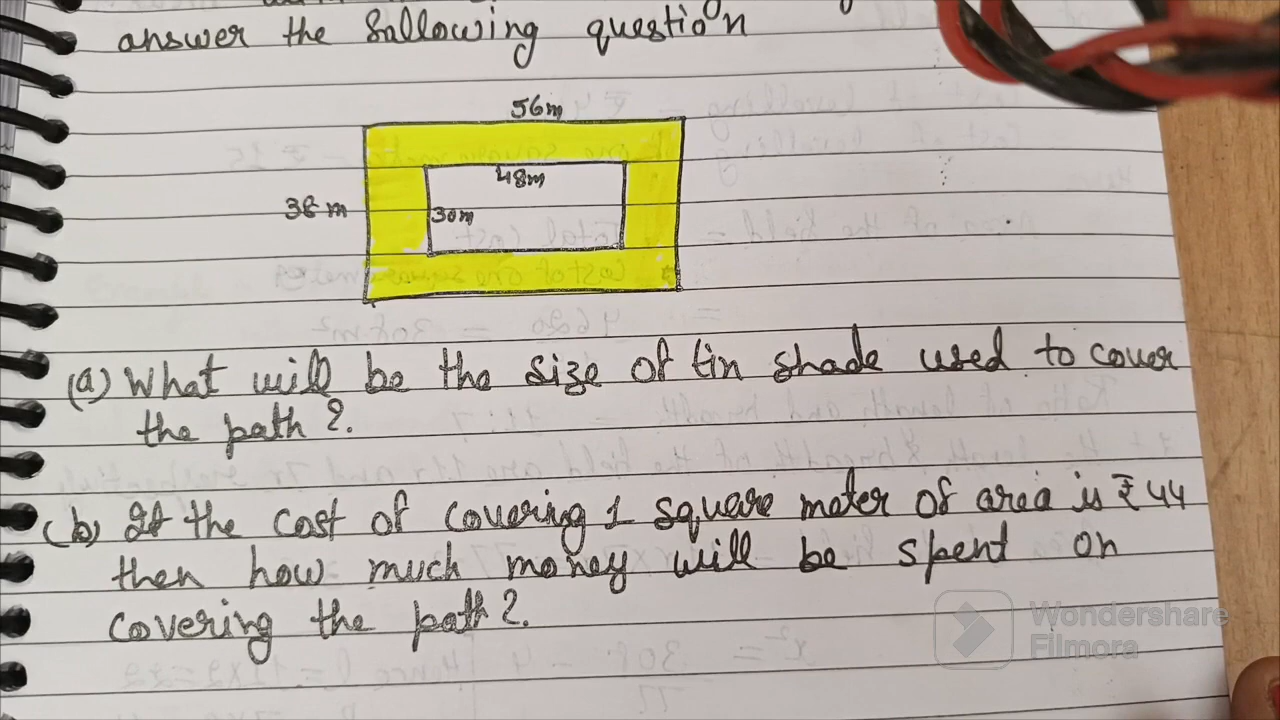 answer the following question
56m
48m
38 m
30m
(a) What will be the size of tin shade used to cover
the path ?.
(b) If the cost of covering 1 square meter of area is ₹ 44
then how much money will be spent on
covering the path ?.
Wondershare
Filmora